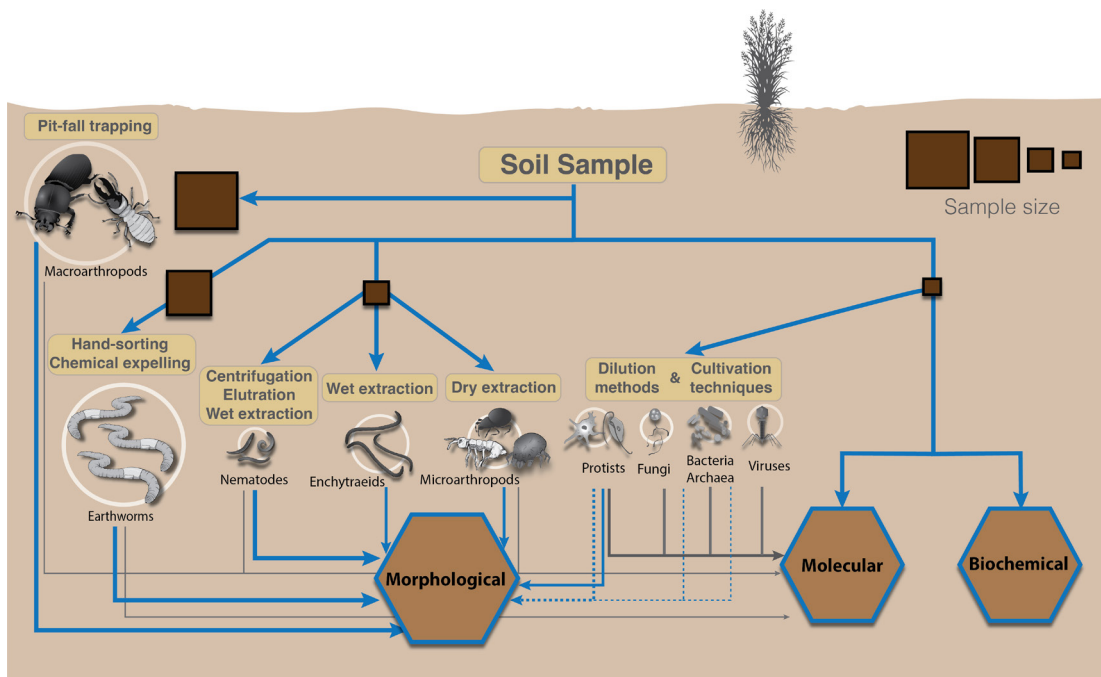 Pit-fall trapping
Soil Sample
Sample size
Macroarthropods
Hand-sorting
Chemical expelling
Centrifugation
Elutration
Wet extraction
Wet extraction
Dry extraction
Dilution
methods
&
Cultivation
techniques
Nematodes
Enchytraeids
Microarthropods
Protists
Fungi
Bacteria
Archaea
Viruses
Earthworms
Morphological
Molecular
Biochemical